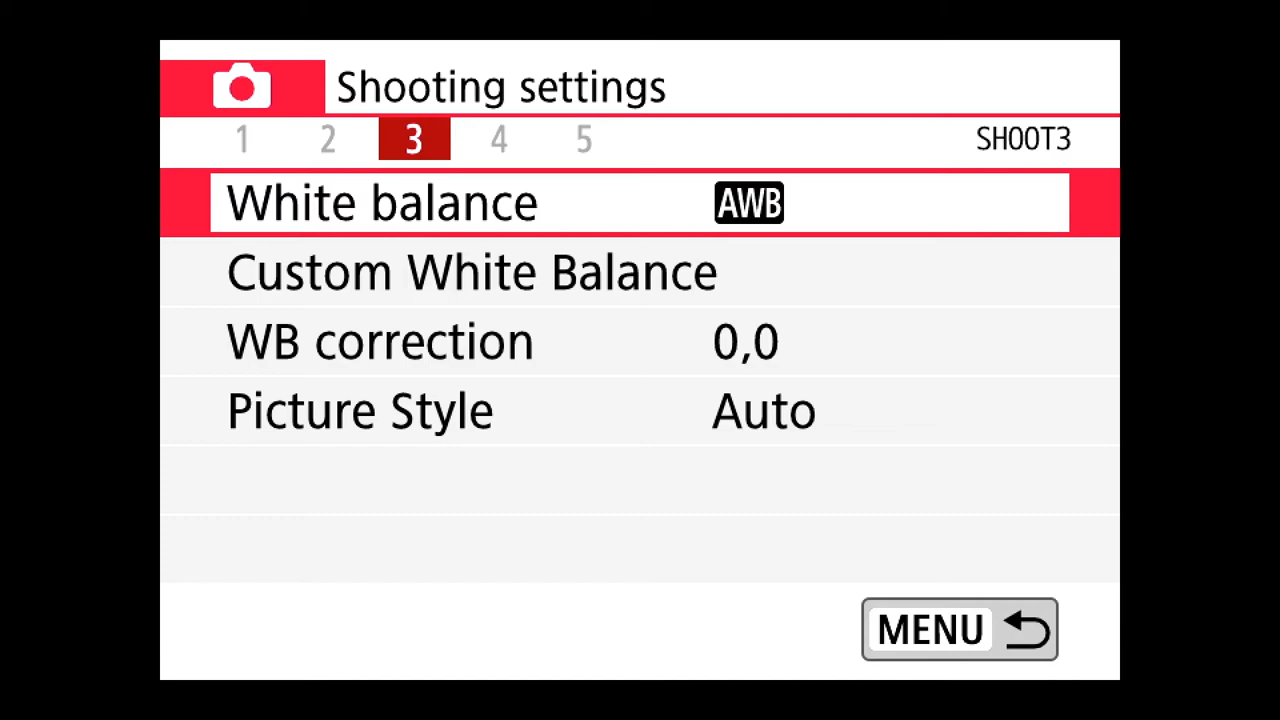 Shooting settings
1 2 3 4 5 SHOOT3
White balance AWB
Custom White Balance
WB correction 0,0
Picture Style Auto
MENU